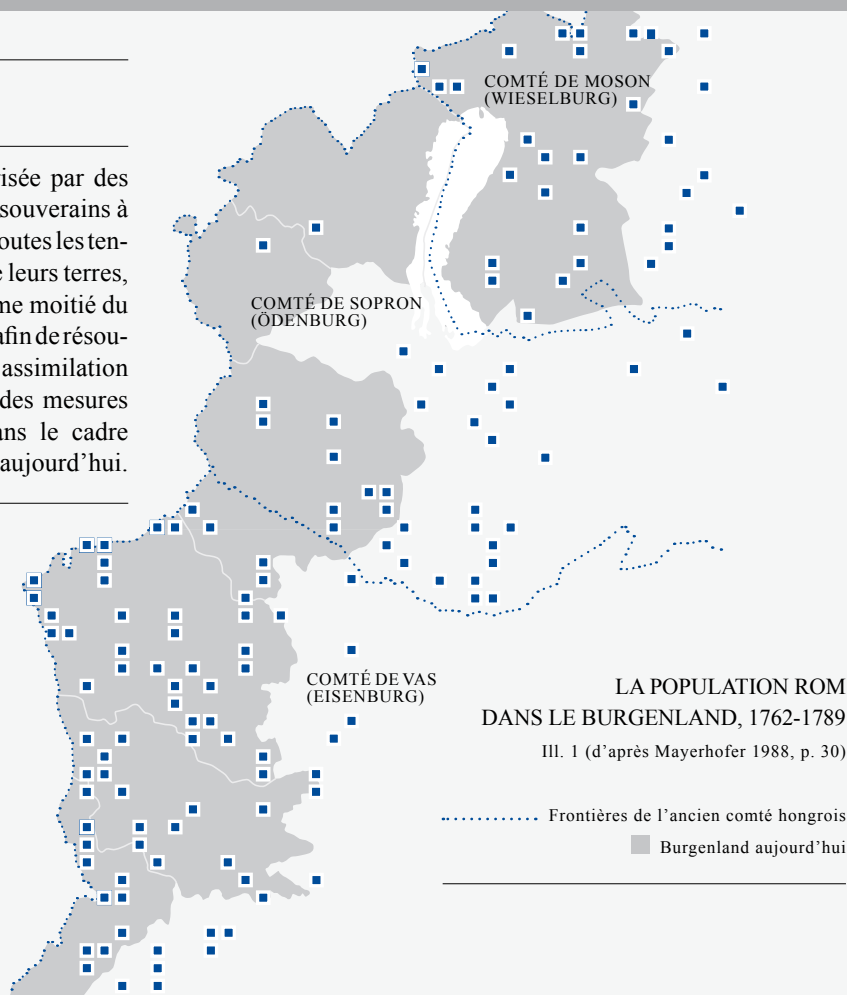 isée par des
souverains à
outes les ten-
e leurs terres,
me moitié du
afin de résou-
assimilation
des mesures
ans le cadre
aujourd’hui.
COMTÉ DE MOSON
(WIESELBURG)
COMTÉ DE SOPRON
(ÖDENBURG)
COMTÉ DE VAS
(EISENBURG)
LA POPULATION ROM
DANS LE BURGENLAND, 1762-1789
Ill. 1 (d’après Mayerhofer 1988, p. 30)
Frontières de l’ancien comté hongrois
Burgenland aujourd’hui